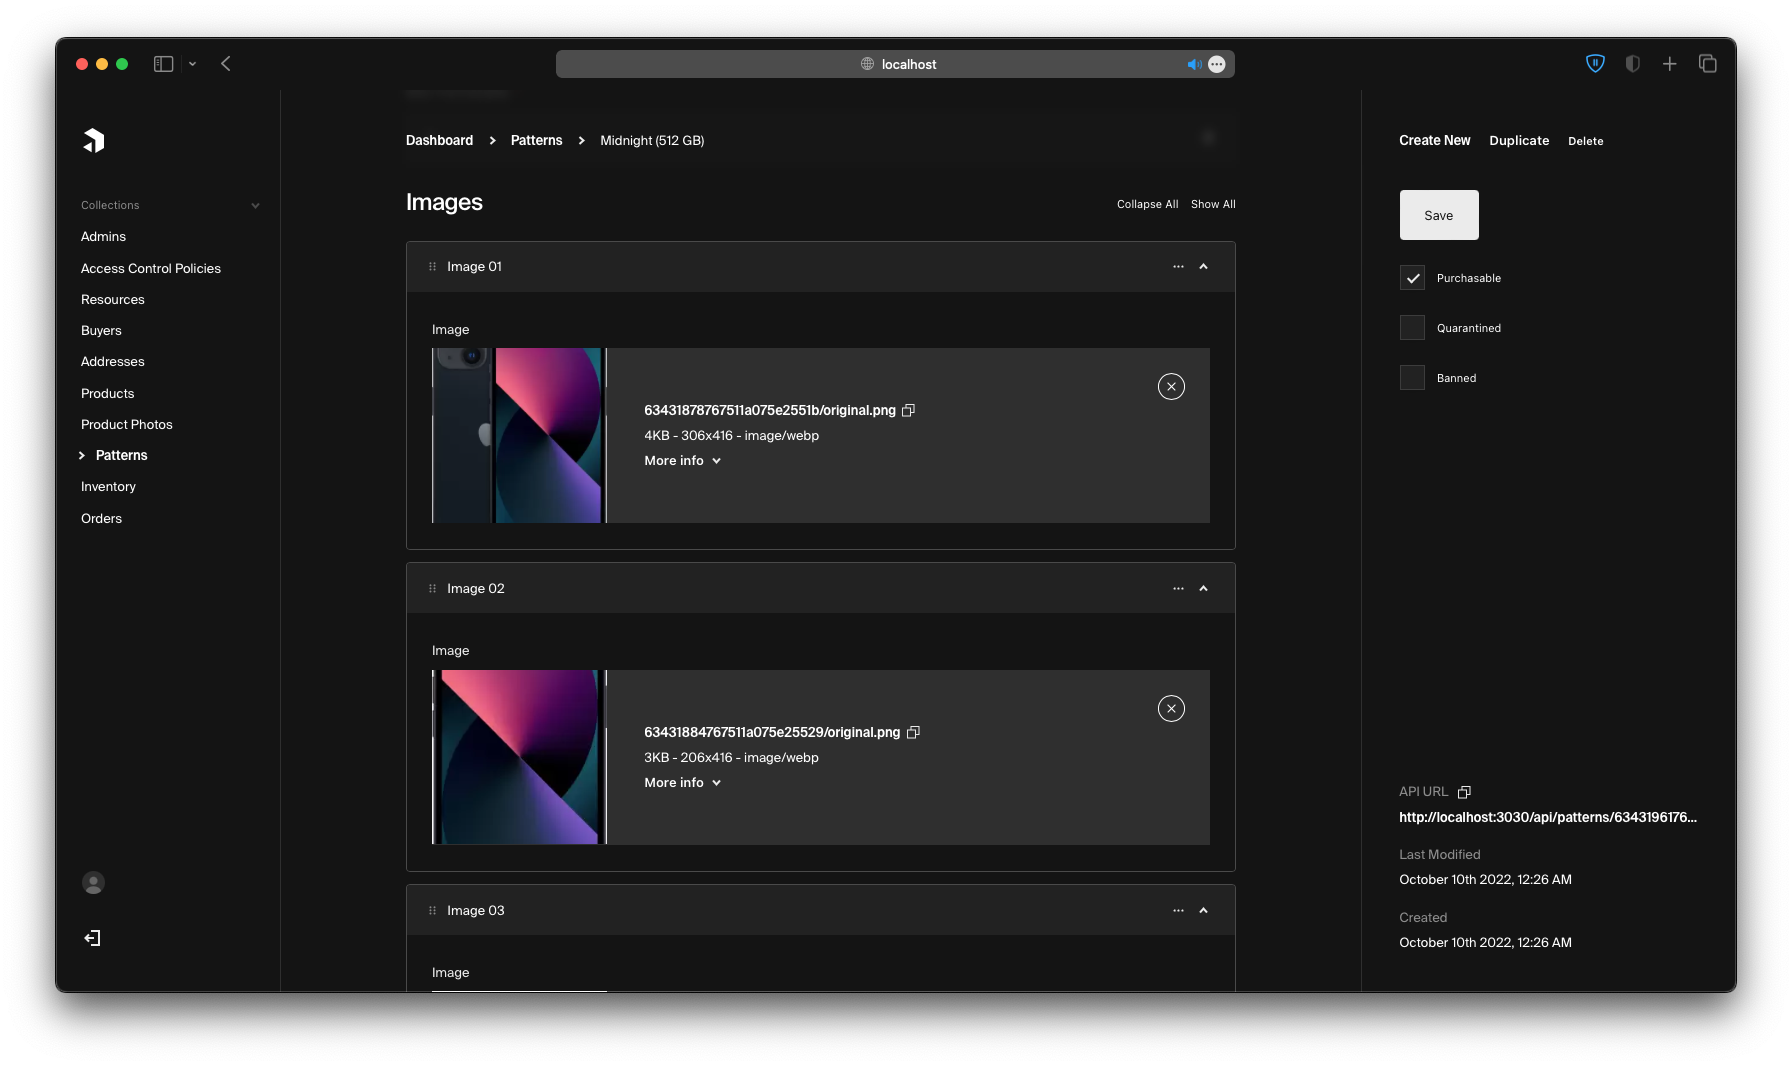 localhost
Dashboard > Patterns > Midnight (512 GB)
Create New Duplicate Delete
Collections
Admins
Access Control Policies
Resources
Buyers
Addresses
Products
Product Photos
Patterns
Inventory
Orders
Images
Collapse All Show All
Image 01
Image
63431878767511a075e2551b/original.png
4KB - 306x416 - image/webp
More info
Image 02
Image
63431884767511a075e25529/original.png
3KB - 206x416 - image/webp
More info
Image 03
Image
Save
Purchasable
Quarantined
Banned
API URL
http://localhost:3030/api/patterns/6343196176...
Last Modified
October 10th 2022, 12:26 AM
Created
October 10th 2022, 12:26 AM